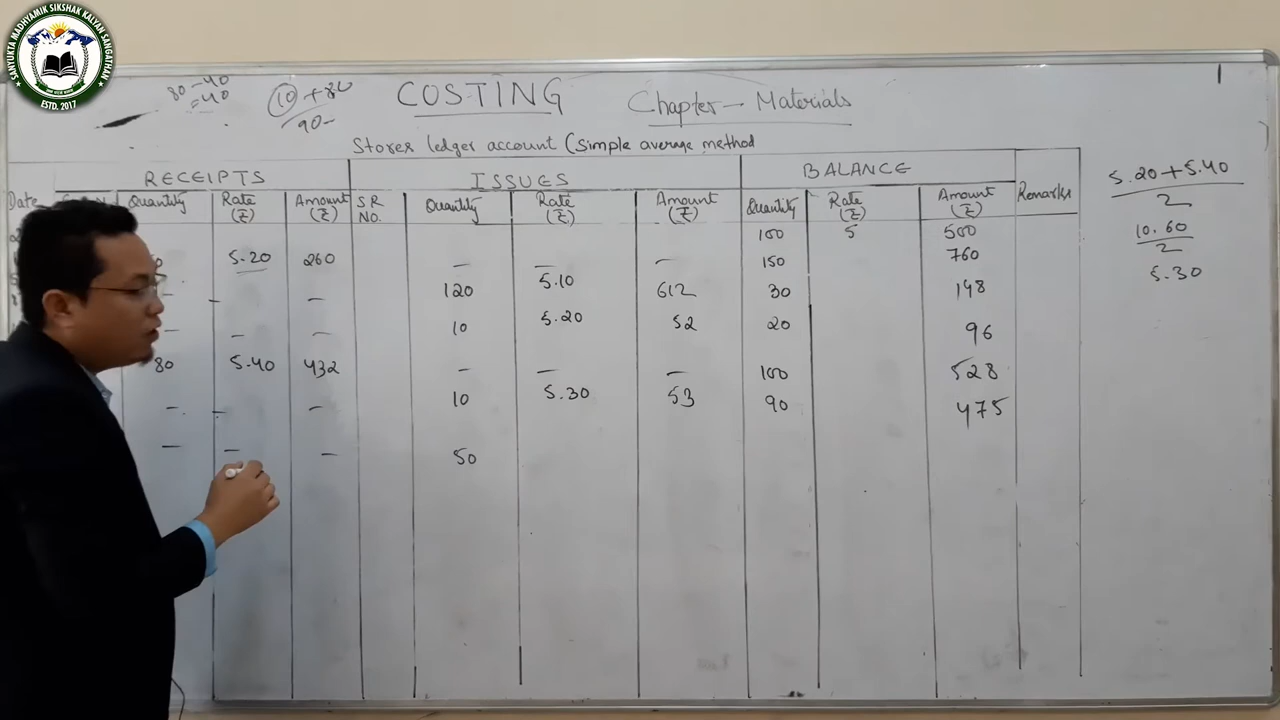 SANYUKTA MADHYAMIK SIKSHAK KALYAN SANGATHAN
ESTD. 2017
80-40
=40
10 + 80
90-
COSTING Chapter - Materials
1
Stores ledger account (Simple average method
RECEIPTS ISSUES BALANCE
Date Quantity Rate (₹) Amount (₹) SR NO. Quantity Rate (₹) Amount (₹) Quantity Rate (₹) Amount (₹) Remarks
100 5 500
5.20 260 — — — 150 760
— - — 120 5.10 612 30 148
— — — 10 5.20 52 20 96
80 5.40 432 — — — 100 528
— - — 10 5.30 53 90 475
— — — 50
5.20+5.40
2
10.60
2
5.30